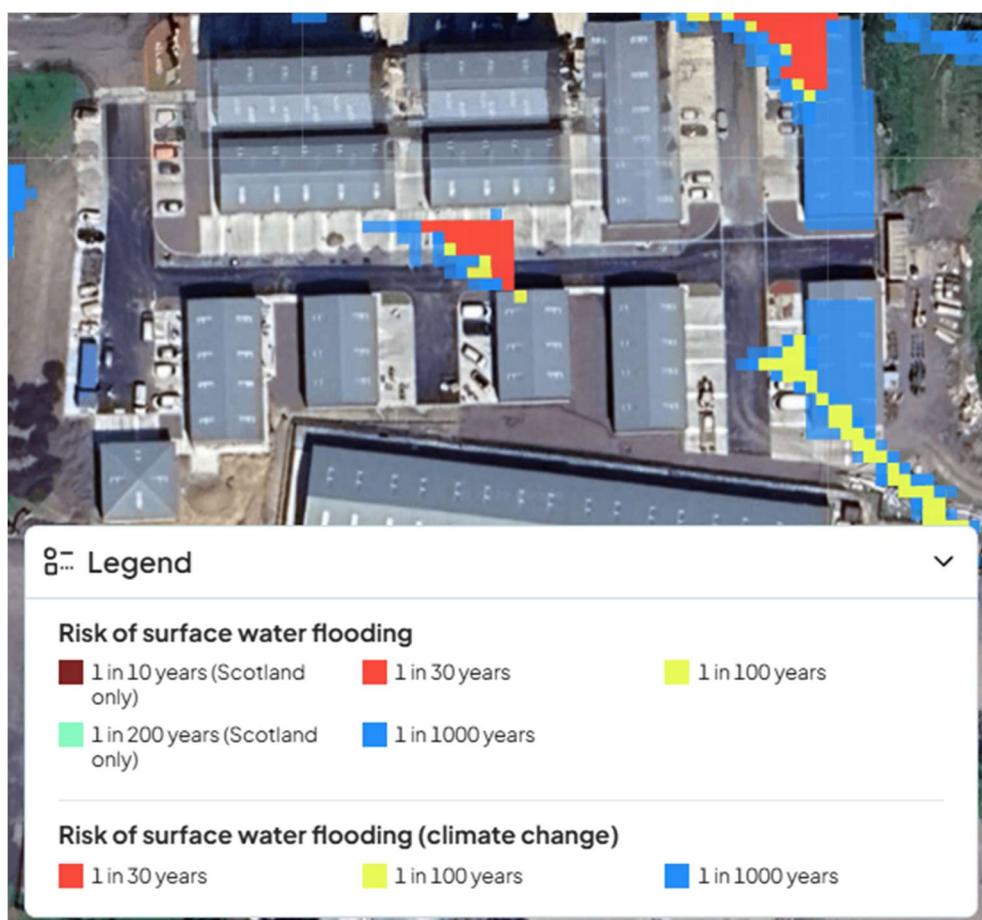 Legend
Risk of surface water flooding
1 in 10 years (Scotland
only)
1 in 30 years
1 in 100 years
1 in 200 years (Scotland
only)
1 in 1000 years
Risk of surface water flooding (climate change)
1 in 30 years
1 in 100 years
1 in 1000 years